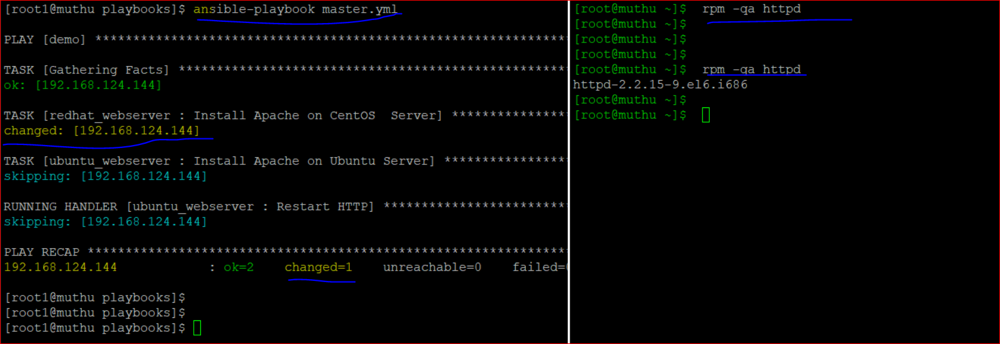 [root1@muthu playbooks]$ ansible-playbook master.yml
PLAY [demo] **************************************************************
TASK [Gathering Facts] ***************************************************
ok: [192.168.124.144]
TASK [redhat_webserver : Install Apache on CentOS  Server] ***************
changed: [192.168.124.144]
TASK [ubuntu_webserver : Install Apache on Ubuntu Server] ****************
skipping: [192.168.124.144]
RUNNING HANDLER [ubuntu_webserver : Restart HTTP] ************************
skipping: [192.168.124.144]
PLAY RECAP ***************************************************************
192.168.124.144            : ok=2    changed=1    unreachable=0    failed=
[root1@muthu playbooks]$
[root1@muthu playbooks]$
[root1@muthu playbooks]$
[root@muthu ~]$  rpm -qa httpd
[root@muthu ~]$
[root@muthu ~]$
[root@muthu ~]$
[root@muthu ~]$  rpm -qa httpd
httpd-2.2.15-9.el6.i686
[root@muthu ~]$
[root@muthu ~]$